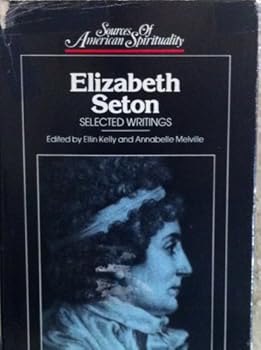 Sources Of
American Spirituality
Elizabeth
Seton
SELECTED WRITINGS
Edited by Ellin Kelly and Annabelle Melville